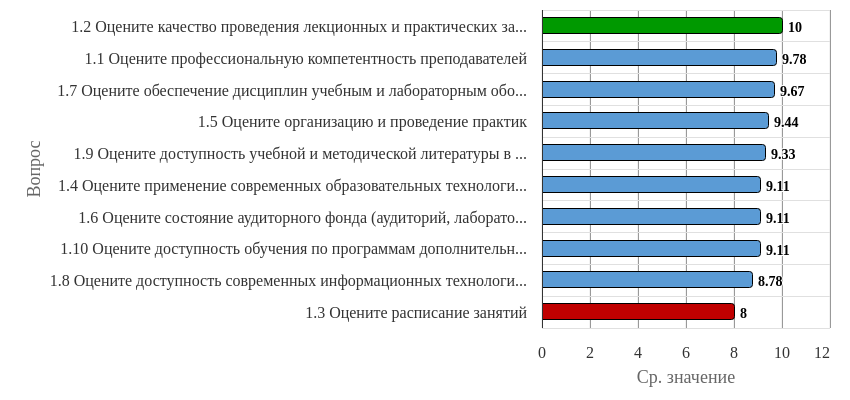 1.2 Оцените качество проведения лекционных и практических за... 10
1.1 Оцените профессиональную компетентность преподавателей 9.78
1.7 Оцените обеспечение дисциплин учебным и лабораторным обо... 9.67
1.5 Оцените организацию и проведение практик 9.44
1.9 Оцените доступность учебной и методической литературы в ... 9.33
1.4 Оцените применение современных образовательных технологи... 9.11
1.6 Оцените состояние аудиторного фонда (аудиторий, лаборато... 9.11
1.10 Оцените доступность обучения по программам дополнительн... 9.11
1.8 Оцените доступность современных информационных технологи... 8.78
1.3 Оцените расписание занятий 8
Вопрос
0 2 4 6 8 10 12
Ср. значение